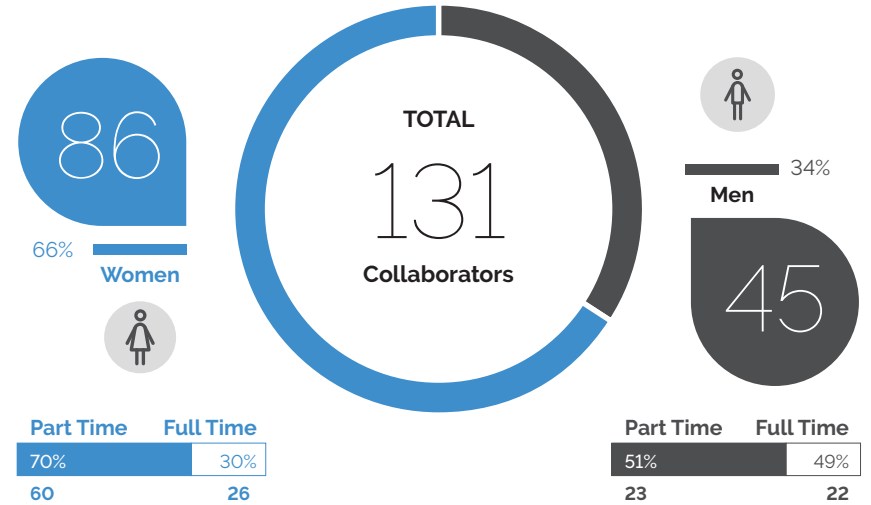 86
66%
Women
Part Time Full Time
70% 30%
60 26
TOTAL
131
Collaborators
34%
Men
45
Part Time Full Time
51% 49%
23 22